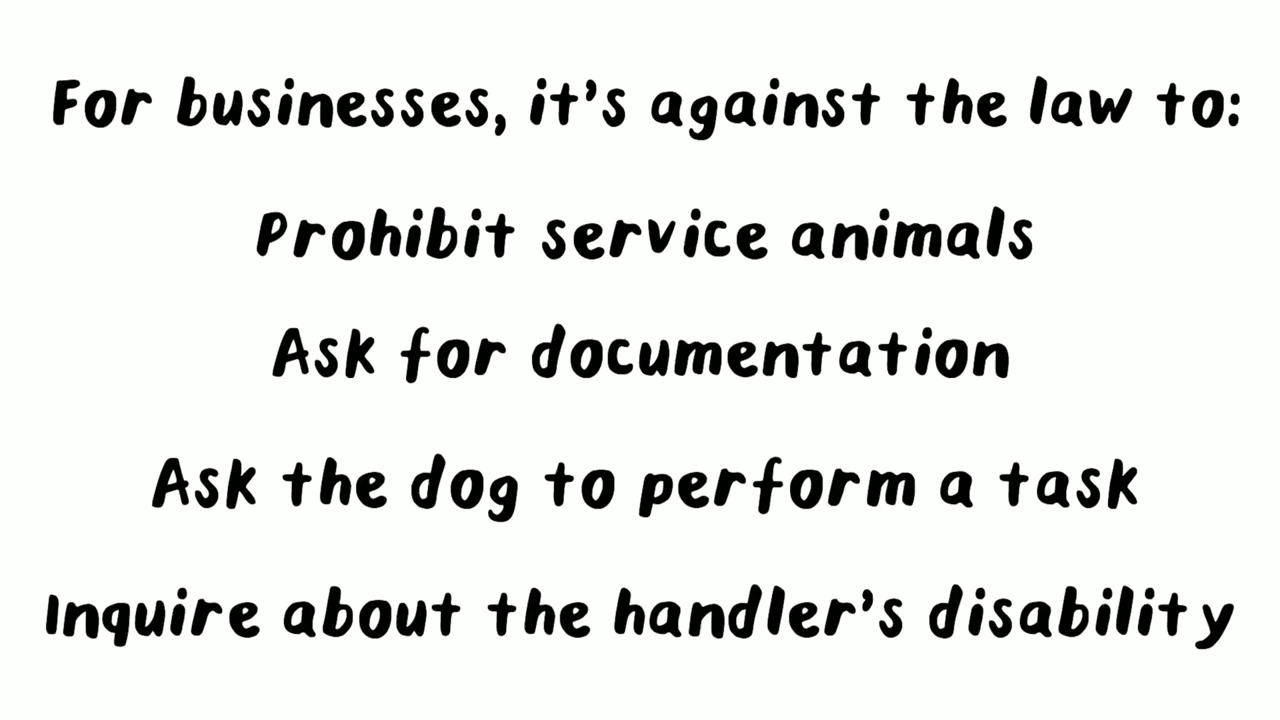 For businesses, it's against the law to:
Prohibit service animals
Ask for documentation
Ask the dog to perform a task
Inquire about the handler's disability